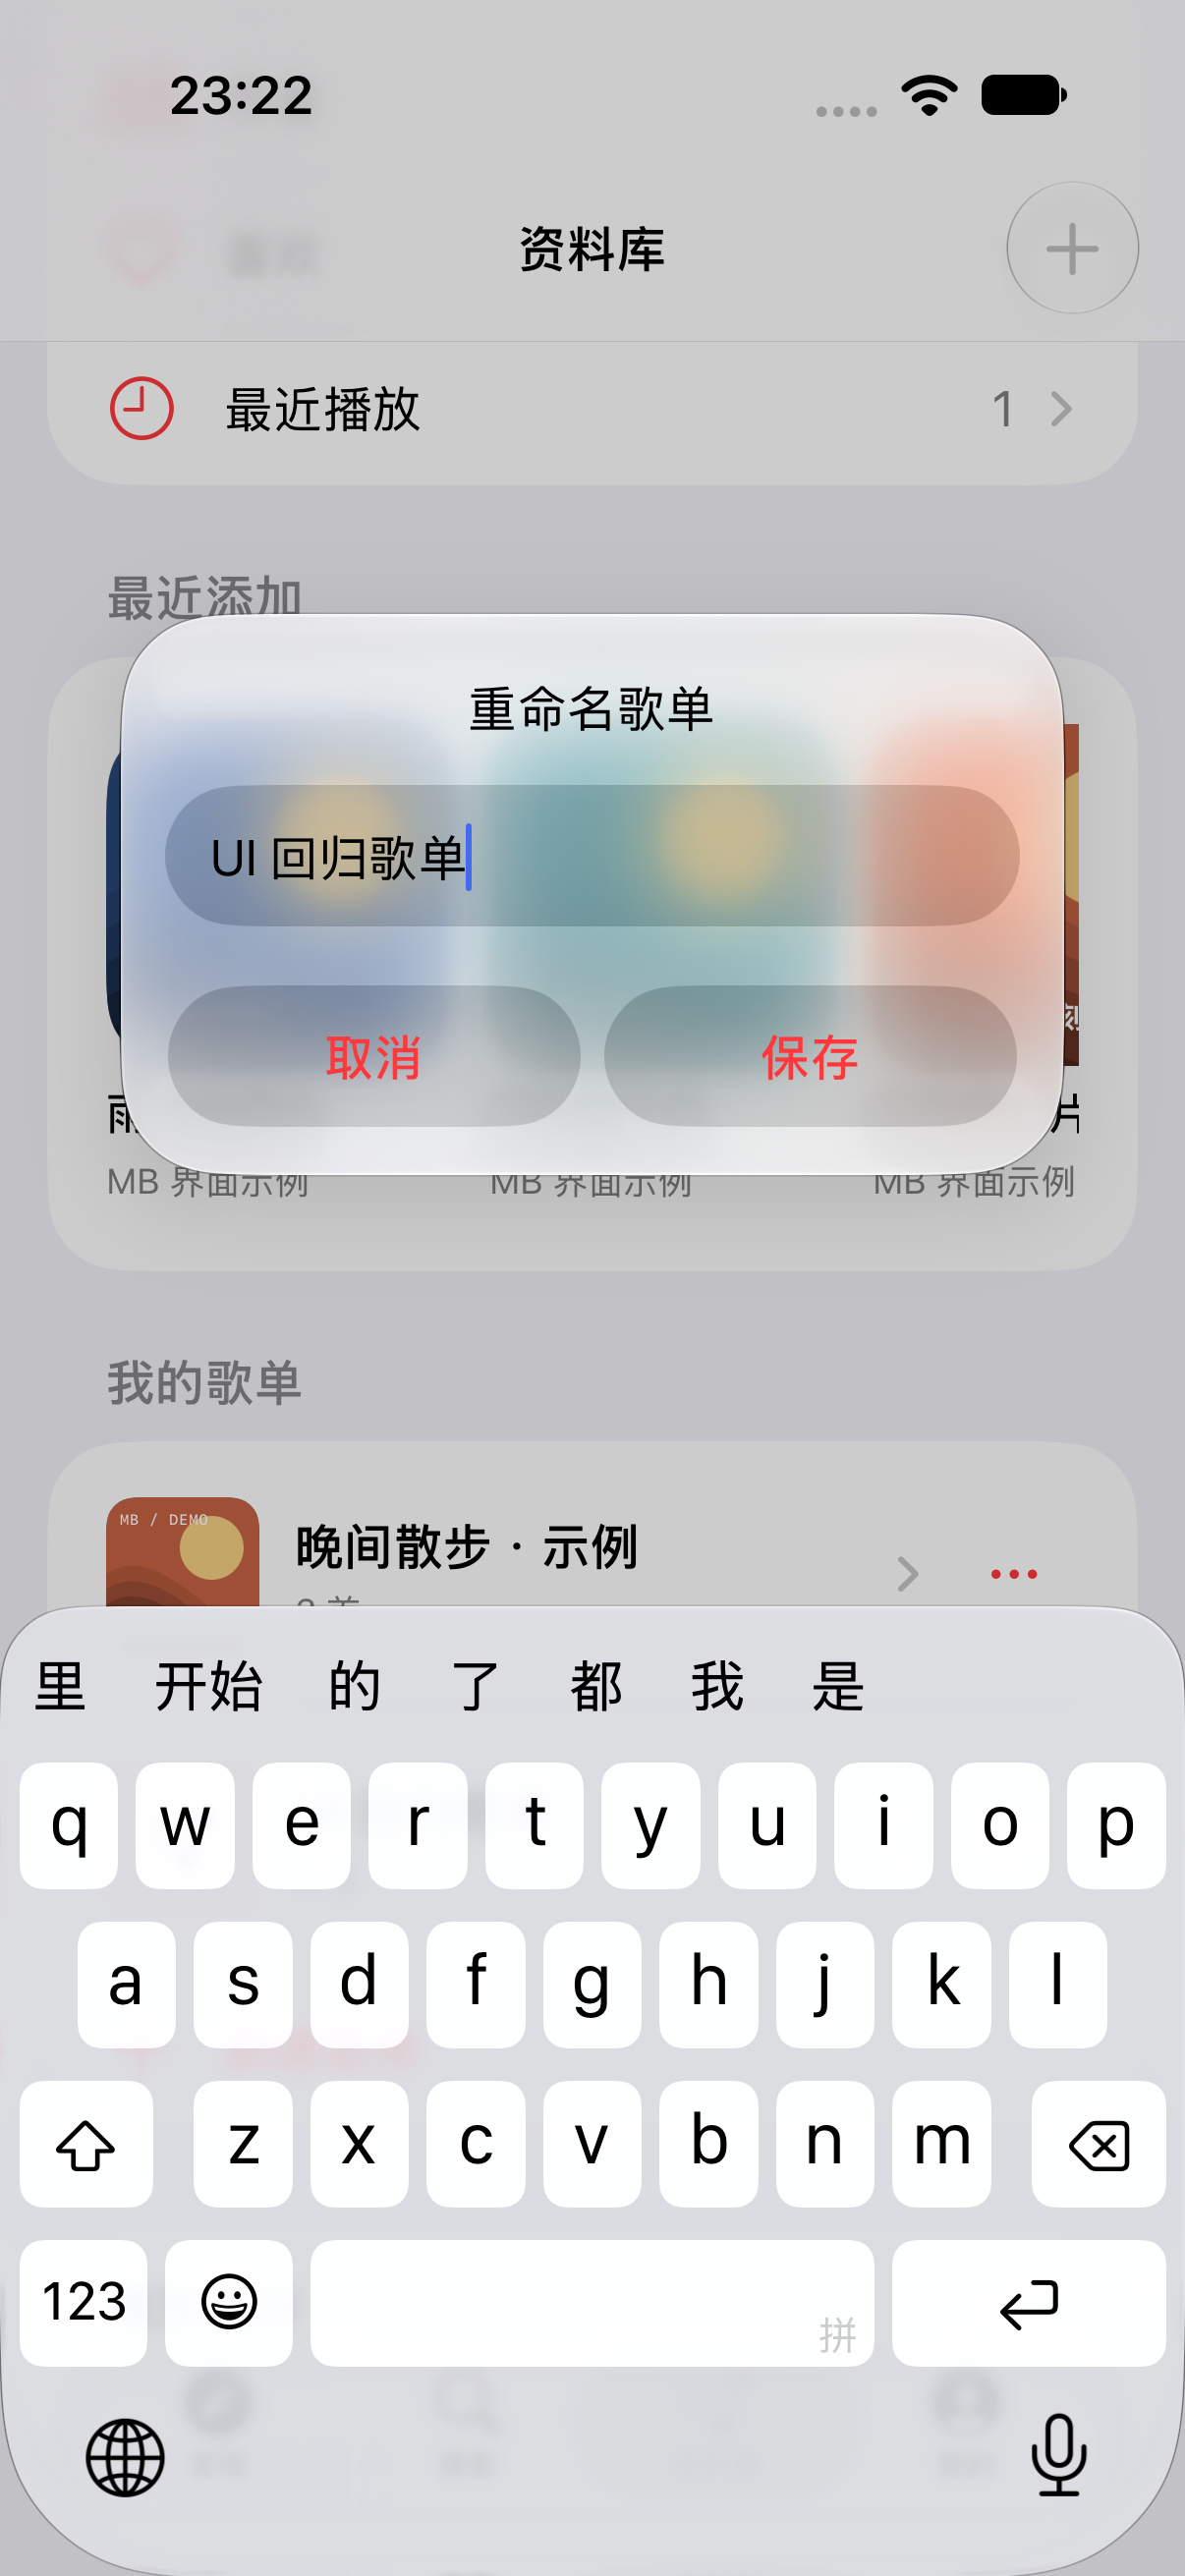 23:22
资料库
最近播放
1
最近添加
重命名歌单
UI 回归歌单
取消
保存
MB 界面示例
MB 界面示例
MB 界面示例
我的歌单
MB / DEMO
晚间散步 · 示例
里 开始 的 了 都 我 是
q w e r t y u i o p
a s d f g h j k l
z x c v b n m
123
拼